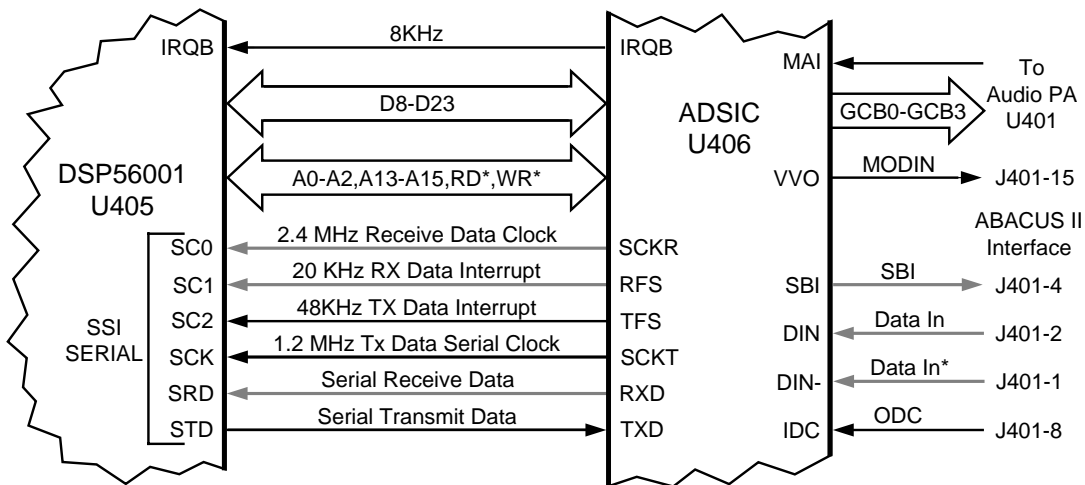 8KHz
IRQB
IRQB
MAI
To
Audio PA
U401
D8-D23
GCB0-GCB3
ADSIC
U406
DSP56001
U405
A0-A2,A13-A15,RD*,WR*
VVO
MODIN
J401-15
ABACUS II
Interface
SC0
2.4 MHz Receive Data Clock
SCKR
SC1
20 KHz RX Data Interrupt
RFS
SBI
SBI
J401-4
SC2
48KHz TX Data Interrupt
TFS
DIN
Data In
J401-2
SSI
SERIAL
SCK
1.2 MHz Tx Data Serial Clock
SCKT
SRD
Serial Receive Data
RXD
DIN-
Data In*
J401-1
STD
Serial Transmit Data
TXD
IDC
ODC
J401-8